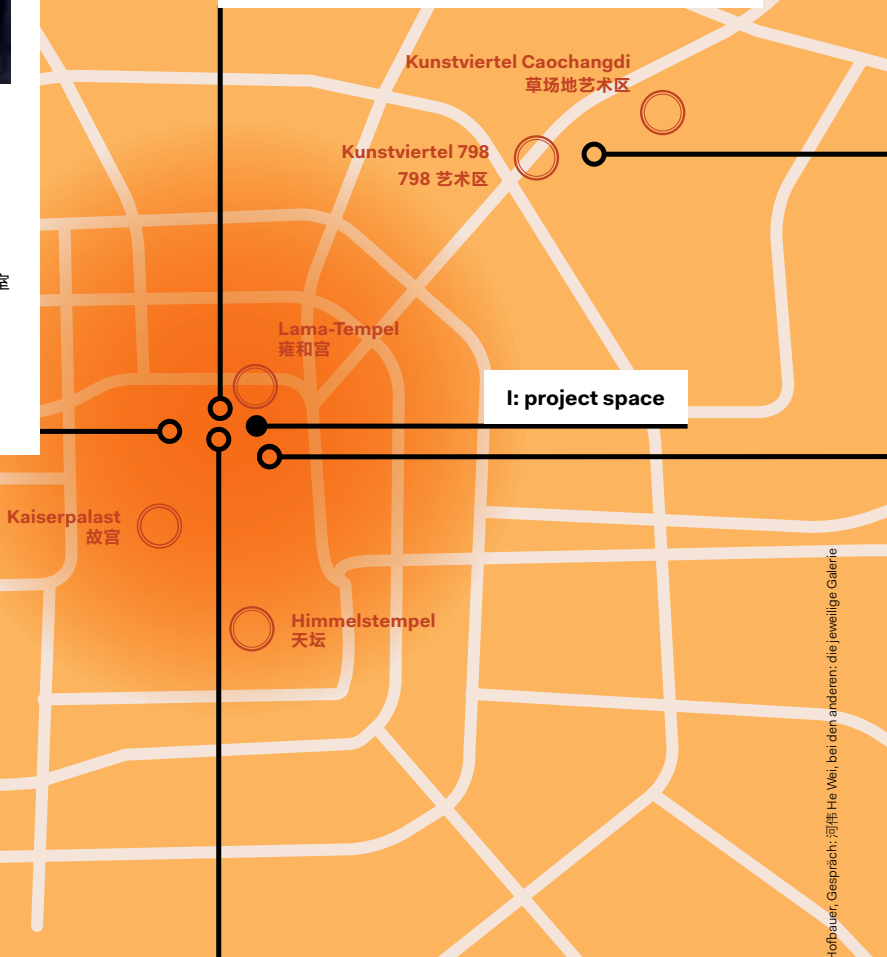 Kunstviertel Caochangdi
草场地艺术区
Kunstviertel 798
798 艺术区
室
Lama-Tempel
雍和宫
I: project space
Kaiserpalast
故宫
Himmelstempel
天坛
Hofbauer, Gespräch: 河伟 He Wei, bei den anderen: die jeweilige Galerie